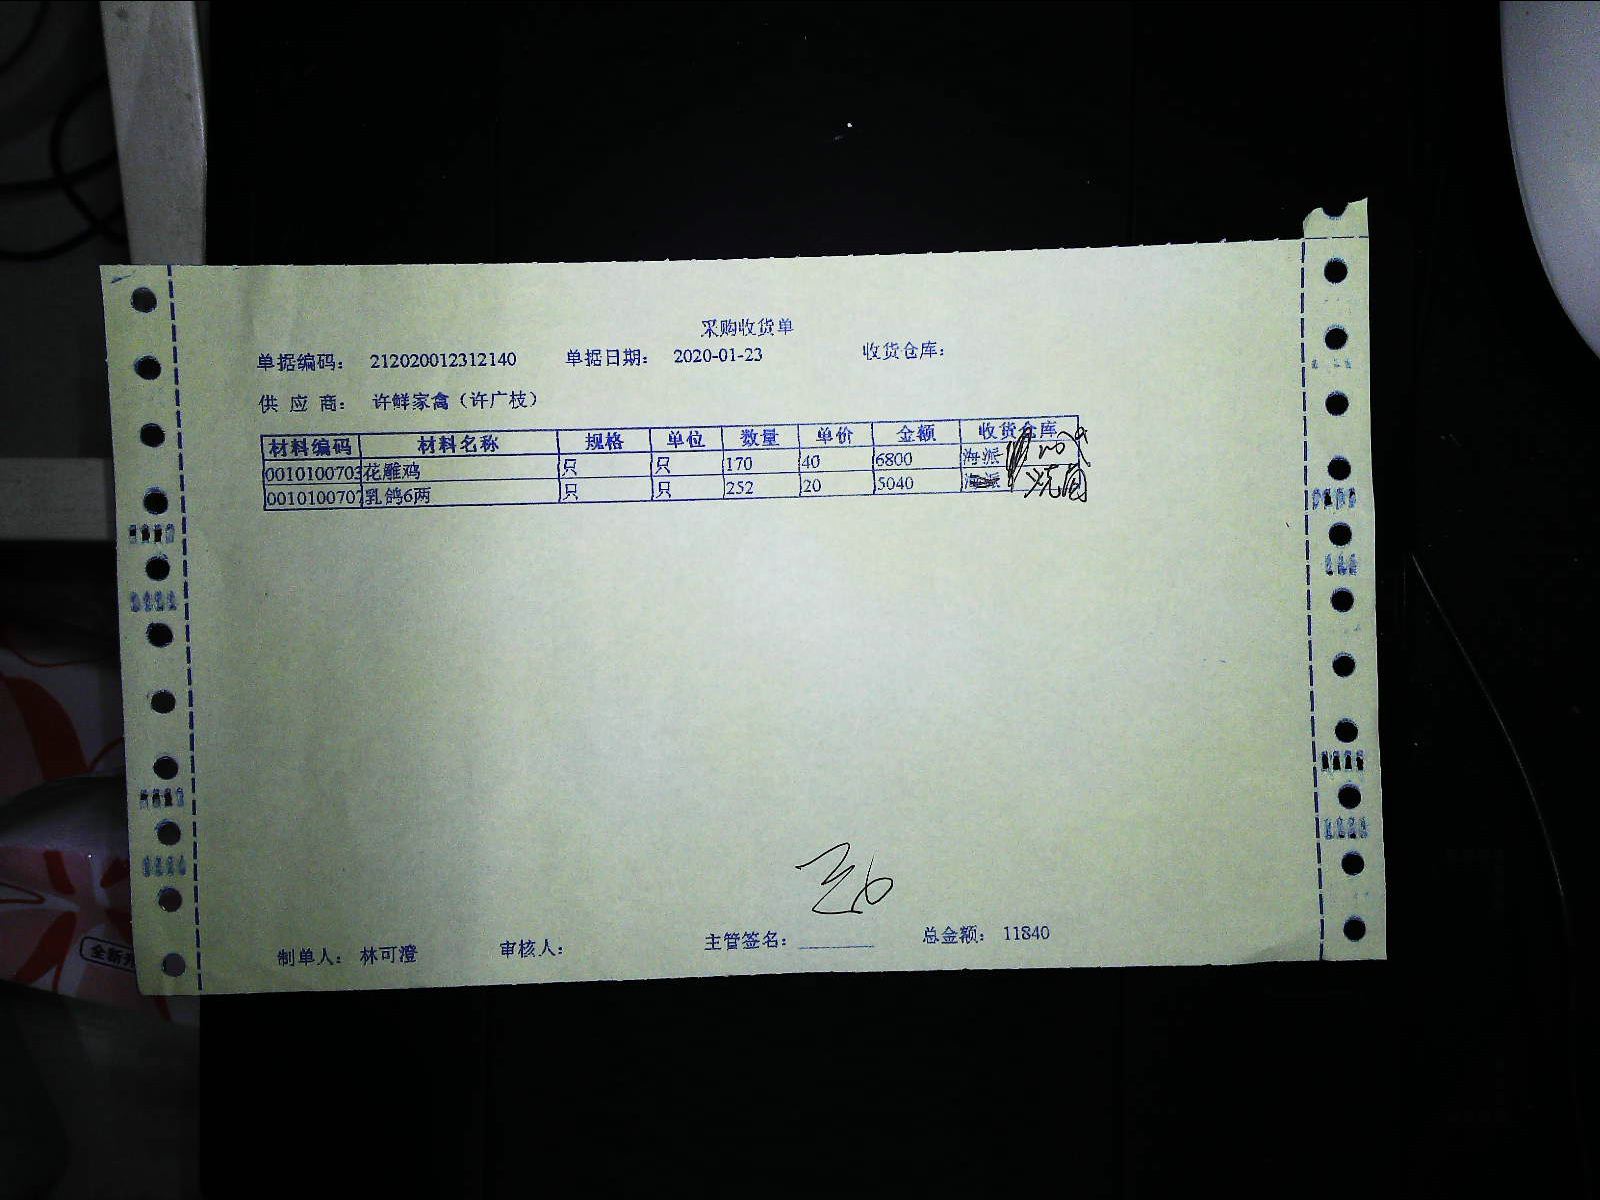 采购收货单
单据编码： 212020012312140 单据日期： 2020-01-23 收货仓库：
供 应 商： 许鲜家禽（许广枝）
材料编码 材料名称 规格 单位 数量 单价 金额 收货仓库
0010100703 花雕鸡 只 只 170 40 6800 海派
0010100707 乳鸽6两 只 只 252 20 5040 海派
制单人： 林可澄 审核人： 主管签名： 总金额： 11840
全新